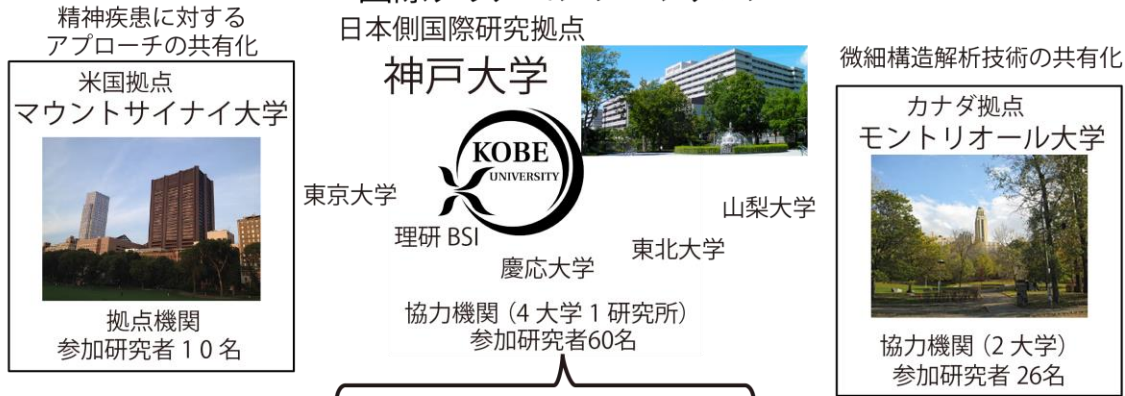 精神疾患に対する
アプローチの共有化
米国拠点
マウントサイナイ大学
拠点機関
参加研究者１０名
日本側国際研究拠点
神戸大学
KOBE
UNIVERSITY
東京大学
理研 BSI
慶応大学
東北大学
山梨大学
協力機関（4 大学 1 研究所）
参加研究者60名
微細構造解析技術の共有化
カナダ拠点
モントリオール大学
協力機関（2 大学）
参加研究者 26名